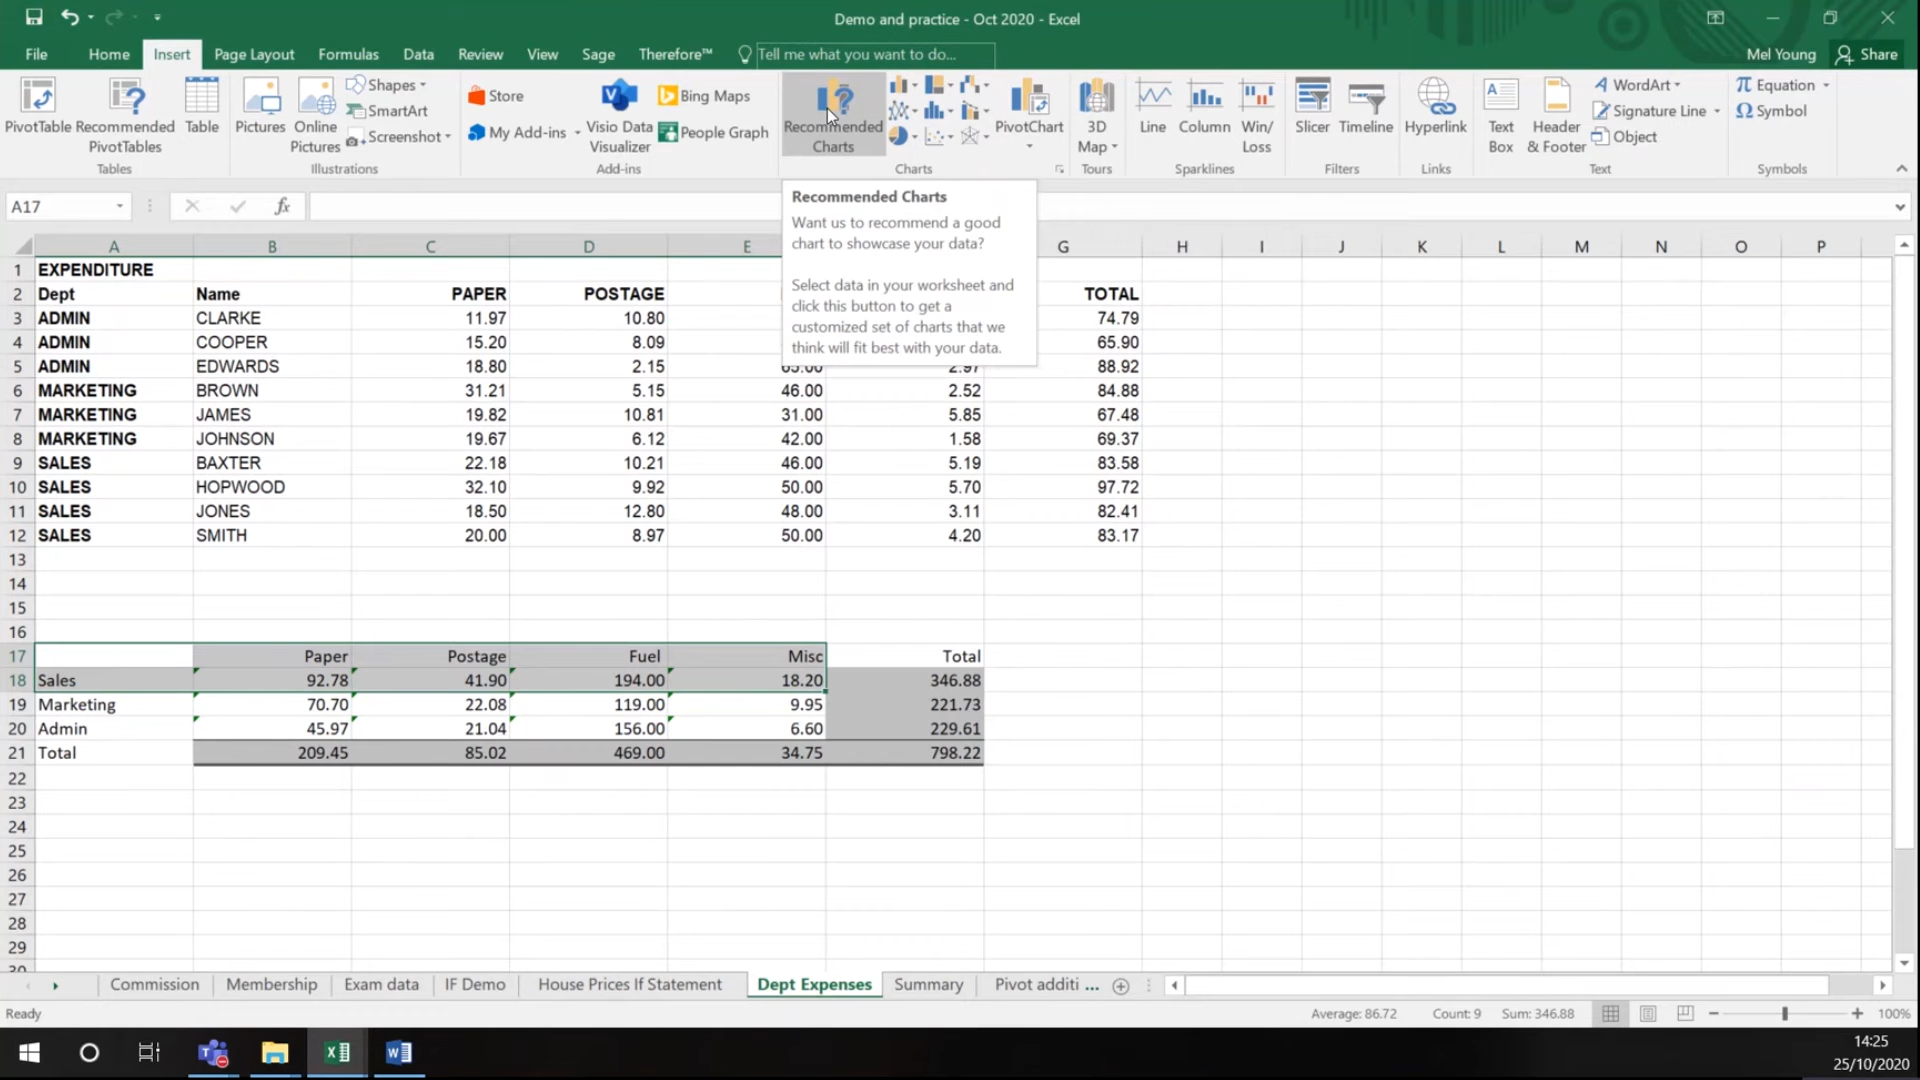 Demo and practice - Oct 2020 - Excel
File Home Insert Page Layout Formulas Data Review View Sage Therefore™ Tell me what you want to do... Mel Young Share
PivotTable Recommended PivotTables Table
Pictures Online Pictures Shapes SmartArt Screenshot
Store My Add-ins Visio Data Visualizer Bing Maps People Graph
Recommended Charts PivotChart 3D Map
Line Column Win/Loss Slicer Timeline Hyperlink
Text Box Header & Footer WordArt Signature Line Object Equation Symbol
Tables Illustrations Add-ins Charts Tours Sparklines Filters Links Text Symbols
A17 fx
Recommended Charts
Want us to recommend a good
chart to showcase your data?
Select data in your worksheet and
click this button to get a
customized set of charts that we
think will fit best with your data.
A B C D E G H I J K L M N O P
1 EXPENDITURE
2 Dept Name PAPER POSTAGE TOTAL
3 ADMIN CLARKE 11.97 10.80 74.79
4 ADMIN COOPER 15.20 8.09 65.90
5 ADMIN EDWARDS 18.80 2.15 65.00 2.97 88.92
6 MARKETING BROWN 31.21 5.15 46.00 2.52 84.88
7 MARKETING JAMES 19.82 10.81 31.00 5.85 67.48
8 MARKETING JOHNSON 19.67 6.12 42.00 1.58 69.37
9 SALES BAXTER 22.18 10.21 46.00 5.19 83.58
10 SALES HOPWOOD 32.10 9.92 50.00 5.70 97.72
11 SALES JONES 18.50 12.80 48.00 3.11 82.41
12 SALES SMITH 20.00 8.97 50.00 4.20 83.17
13
14
15
16
17 Paper Postage Fuel Misc Total
18 Sales 92.78 41.90 194.00 18.20 346.88
19 Marketing 70.70 22.08 119.00 9.95 221.73
20 Admin 45.97 21.04 156.00 6.60 229.61
21 Total 209.45 85.02 469.00 34.75 798.22
22
23
24
25
26
27
28
29
30
Commission Membership Exam data IF Demo House Prices If Statement Dept Expenses Summary Pivot additi ...
Ready Average: 86.72 Count: 9 Sum: 346.88 100%
14:25
25/10/2020